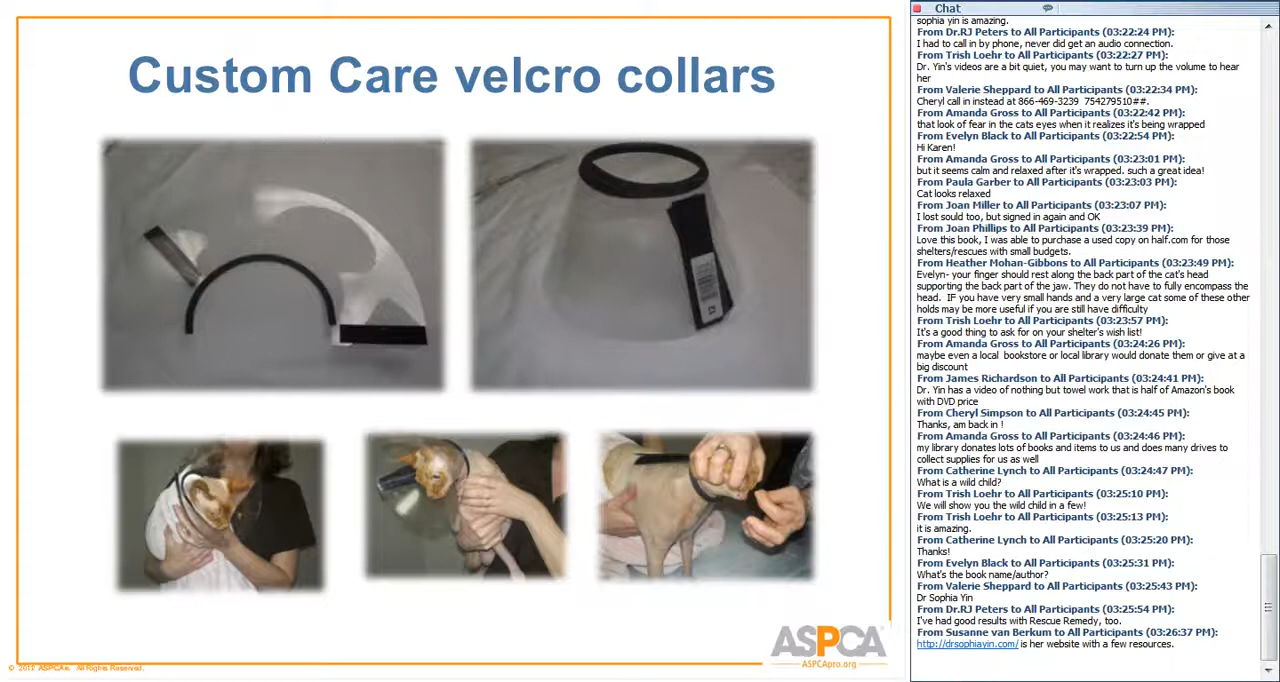 Custom Care velcro collars
© 2012 ASPCA®. All Rights Reserved.
ASPCA®
ASPCApro.org
Chat
sophia yin is amazing.
From Dr.RJ Peters to All Participants (03:22:24 PM):
I had to call in by phone, never did get an audio connection.
From Trish Loehr to All Participants (03:22:27 PM):
Dr. Yin's videos are a bit quiet, you may want to turn up the volume to hear
her
From Valerie Sheppard to All Participants (03:22:34 PM):
Cheryl call in instead at 866-469-3239  754279510##.
From Amanda Gross to All Participants (03:22:42 PM):
that look of fear in the cats eyes when it realizes it's being wrapped
From Evelyn Black to All Participants (03:22:54 PM):
Hi Karen!
From Amanda Gross to All Participants (03:23:01 PM):
but it seems calm and relaxed after it's wrapped. such a great idea!
From Paula Garber to All Participants (03:23:03 PM):
Cat looks relaxed
From Joan Miller to All Participants (03:23:07 PM):
I lost sould too, but signed in again and OK
From Joan Phillips to All Participants (03:23:39 PM):
Love this book, I was able to purchase a used copy on half.com for those
shelters/rescues with small budgets.
From Heather Mohan-Gibbons to All Participants (03:23:49 PM):
Evelyn- your finger should rest along the back part of the cat's head
supporting the back part of the jaw. They do not have to fully encompass the
head.  IF you have very small hands and a very large cat some of these other
holds may be more useful if you are still have difficulty
From Trish Loehr to All Participants (03:23:57 PM):
It's a good thing to ask for on your shelter's wish list!
From Amanda Gross to All Participants (03:24:26 PM):
maybe even a local  bookstore or local library would donate them or give at a
big discount
From James Richardson to All Participants (03:24:41 PM):
Dr. Yin has a video of nothing but towel work that is half of Amazon's book
with DVD price
From Cheryl Simpson to All Participants (03:24:45 PM):
Thanks, am back in !
From Amanda Gross to All Participants (03:24:46 PM):
my library donates lots of books and items to us and does many drives to
collect supplies for us as well
From Catherine Lynch to All Participants (03:24:47 PM):
What is a wild child?
From Trish Loehr to All Participants (03:25:10 PM):
We will show you the wild child in a few!
From Trish Loehr to All Participants (03:25:13 PM):
it is amazing.
From Catherine Lynch to All Participants (03:25:20 PM):
Thanks!
From Evelyn Black to All Participants (03:25:31 PM):
What's the book name/author?
From Valerie Sheppard to All Participants (03:25:43 PM):
Dr Sophia Yin
From Dr.RJ Peters to All Participants (03:25:54 PM):
I've had good results with Rescue Remedy, too.
From Susanne van Berkum to All Participants (03:26:37 PM):
http://drsophiayin.com/ is her website with a few resources.